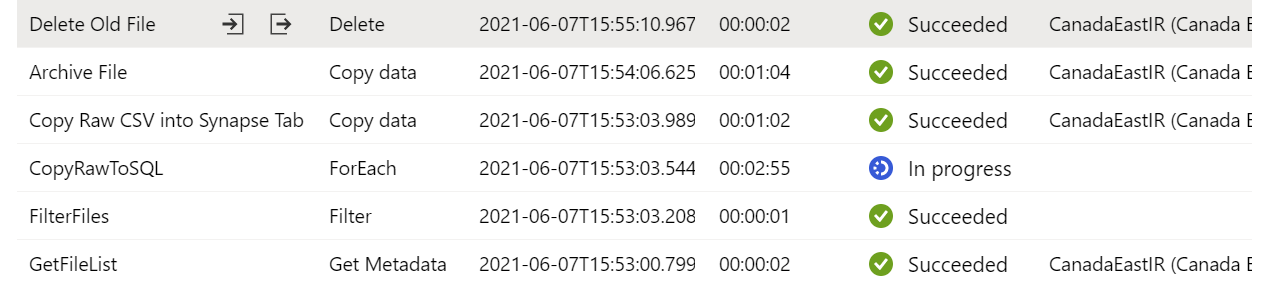 Delete Old File Delete 2021-06-07T15:55:10.967 00:00:02 Succeeded CanadaEastIR (Canada E
Archive File Copy data 2021-06-07T15:54:06.625 00:01:04 Succeeded CanadaEastIR (Canada E
Copy Raw CSV into Synapse Tab Copy data 2021-06-07T15:53:03.989 00:01:02 Succeeded CanadaEastIR (Canada E
CopyRawToSQL ForEach 2021-06-07T15:53:03.544 00:02:55 In progress
FilterFiles Filter 2021-06-07T15:53:03.208 00:00:01 Succeeded
GetFileList Get Metadata 2021-06-07T15:53:00.799 00:00:02 Succeeded CanadaEastIR (Canada E